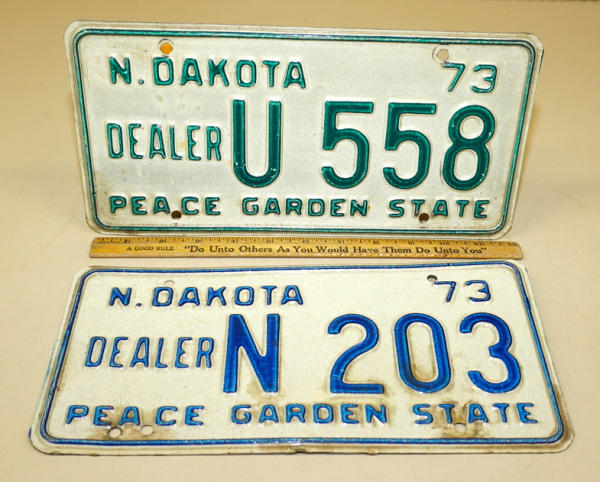 N. DAKOTA 73
DEALER U 558
PEACE GARDEN STATE
A GOOD RULE "Do Unto Others As You Would Have Them Do Unto You"
N. DAKOTA 73
DEALER N 203
PEACE GARDEN STATE